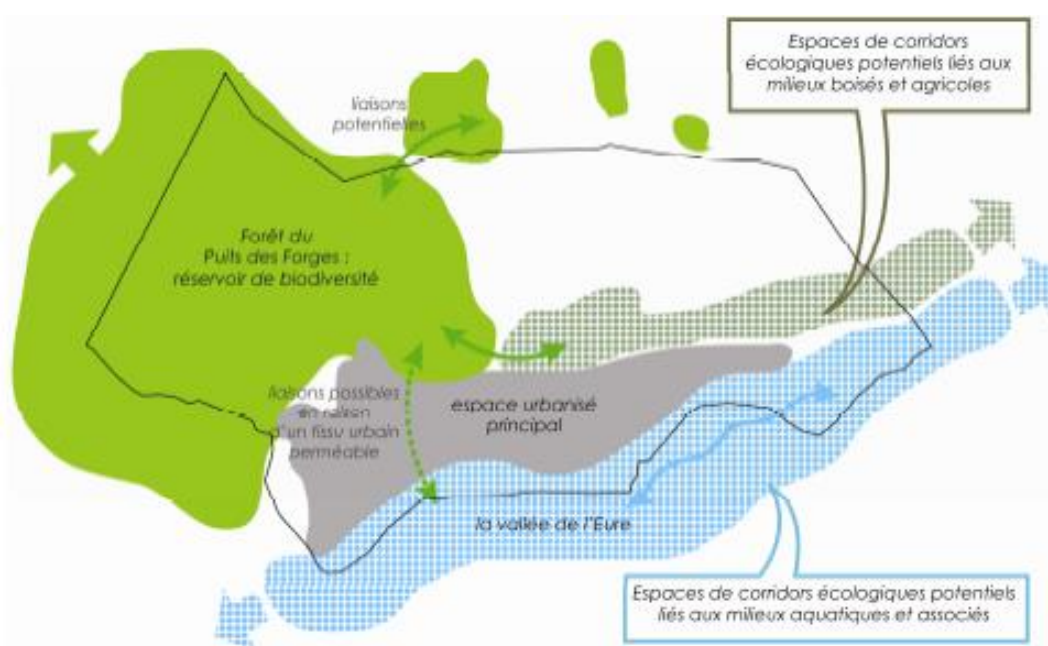 Espaces de corridors
écologiques potentiels liés aux
milieux boisés et agricoles
liaisons
potentielles
Forêt du
Puits des Forges :
réservoir de biodiversité
liaisons possibles
en raison
d'un tissu urbain
perméable
espace urbanisé
principal
la vallée de l'Eure
Espaces de corridors écologiques potentiels
liés aux milieux aquatiques et associés